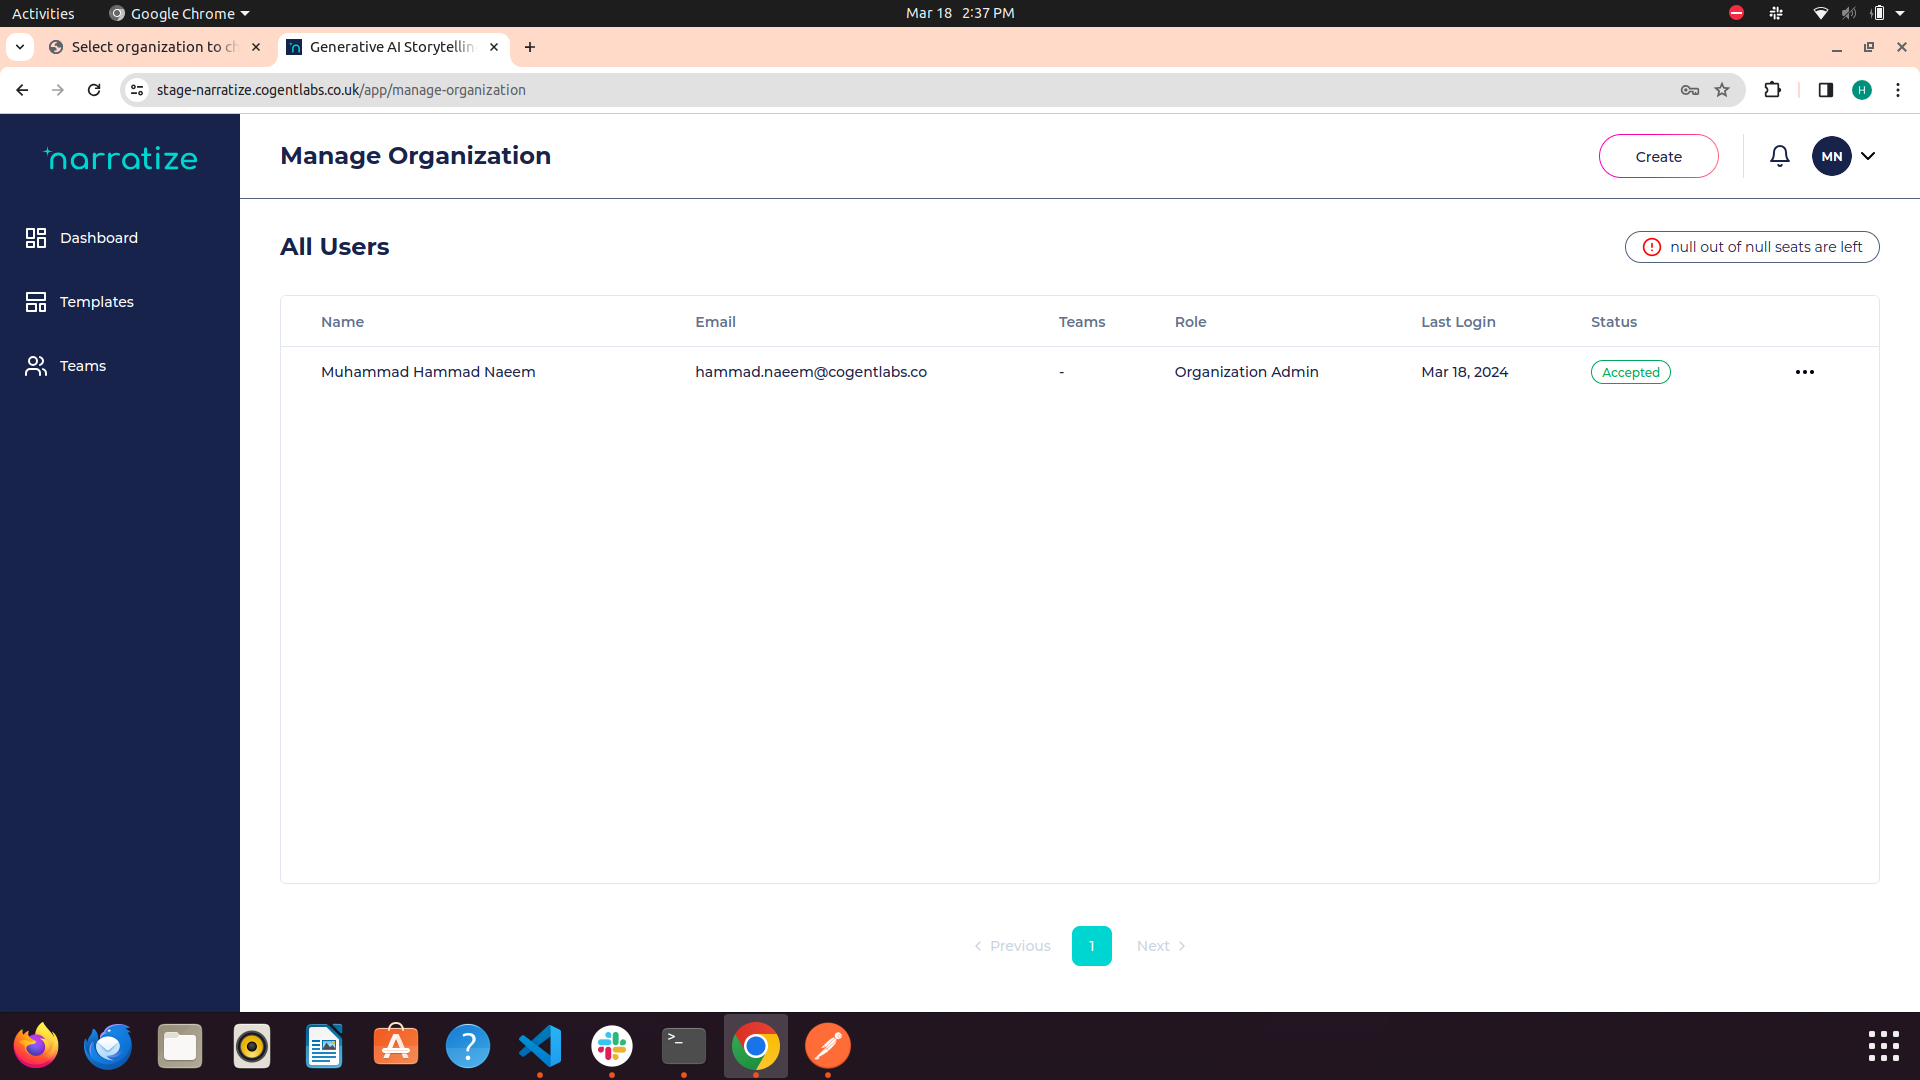 Activities
Google Chrome
Mar 18 2:37 PM
Select organization to ch
Generative AI Storytellin
stage-narratize.cogentlabs.co.uk/app/manage-organization
H
narratize
Manage Organization
Create
MN
Dashboard
Templates
Teams
All Users
null out of null seats are left
Name Email Teams Role Last Login Status
Muhammad Hammad Naeem hammad.naeem@cogentlabs.co - Organization Admin Mar 18, 2024 Accepted
Previous 1 Next